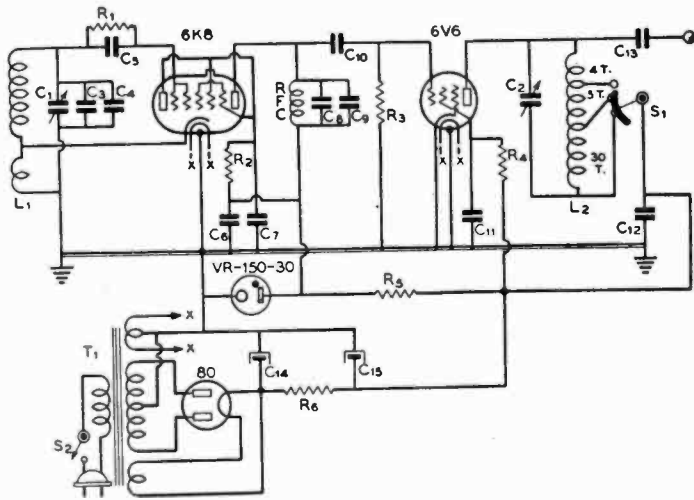 R1
6K8
6V6
C5
C10
C13
C1
C3
C4
RFC
C8
C9
R3
C2
4 T.
5 T.
S1
30 T.
R2
R4
L1
L2
X
X
X
X
C6
C7
C11
C12
VR-150-30
R5
X
X
T1
80
C14
C15
R6
S2